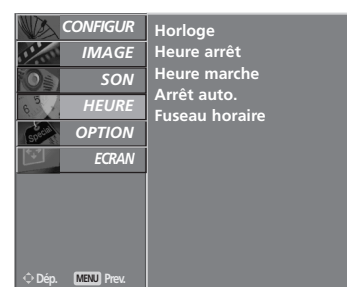 CONFIGUR
IMAGE
SON
HEURE
OPTION
ECRAN
Horloge
Heure arrêt
Heure marche
Arrêt auto.
Fuseau horaire
Dép. MENU Prev.